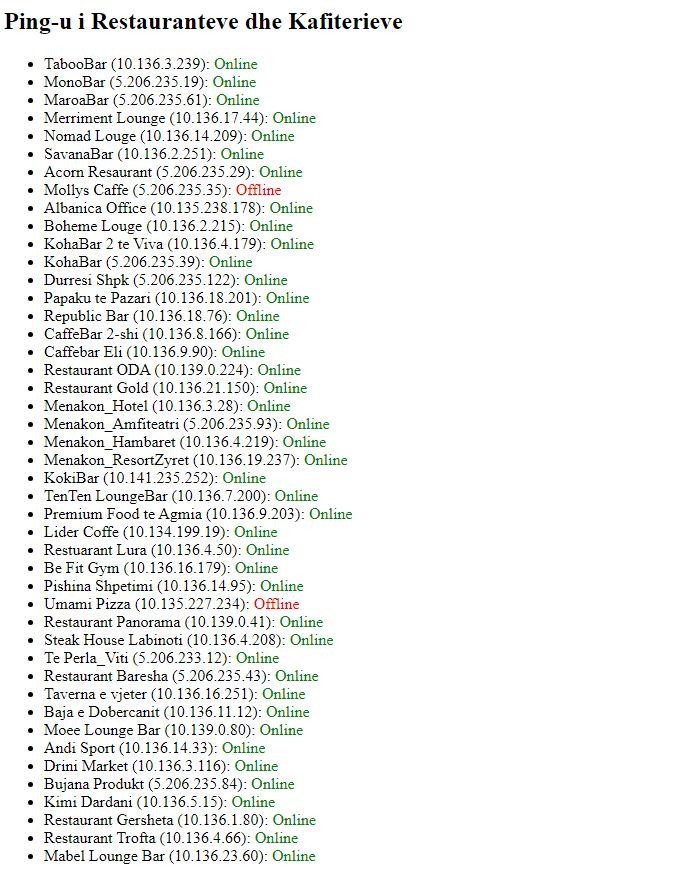 Ping-u i Restauranteve dhe Kafiterieve
TabooBar (10.136.3.239): Online
MonoBar (5.206.235.19): Online
MaroaBar (5.206.235.61): Online
Merriment Lounge (10.136.17.44): Online
Nomad Louge (10.136.14.209): Online
SavanaBar (10.136.2.251): Online
Acorn Resaurant (5.206.235.29): Online
Mollys Caffe (5.206.235.35): Offline
Albanica Office (10.135.238.178): Online
Boheme Louge (10.136.2.215): Online
KohaBar 2 te Viva (10.136.4.179): Online
KohaBar (5.206.235.39): Online
Durresi Shpk (5.206.235.122): Online
Papaku te Pazari (10.136.18.201): Online
Republic Bar (10.136.18.76): Online
CaffeBar 2-shi (10.136.8.166): Online
Caffebar Eli (10.136.9.90): Online
Restaurant ODA (10.139.0.224): Online
Restaurant Gold (10.136.21.150): Online
Menakon_Hotel (10.136.3.28): Online
Menakon_Amfiteatri (5.206.235.93): Online
Menakon_Hambaret (10.136.4.219): Online
Menakon_ResortZyret (10.136.19.237): Online
KokiBar (10.141.235.252): Online
TenTen LoungeBar (10.136.7.200): Online
Premium Food te Agmia (10.136.9.203): Online
Lider Coffe (10.134.199.19): Online
Restuarant Lura (10.136.4.50): Online
Be Fit Gym (10.136.16.179): Online
Pishina Shpetimi (10.136.14.95): Online
Umami Pizza (10.135.227.234): Offline
Restaurant Panorama (10.139.0.41): Online
Steak House Labinoti (10.136.4.208): Online
Te Perla_Viti (5.206.233.12): Online
Restaurant Baresha (5.206.235.43): Online
Taverna e vjeter (10.136.16.251): Online
Baja e Dobercanit (10.136.11.12): Online
Moee Lounge Bar (10.139.0.80): Online
Andi Sport (10.136.14.33): Online
Drini Market (10.136.3.116): Online
Bujana Produkt (5.206.235.84): Online
Kimi Dardani (10.136.5.15): Online
Restaurant Gersheta (10.136.1.80): Online
Restaurant Trofta (10.136.4.66): Online
Mabel Lounge Bar (10.136.23.60): Online